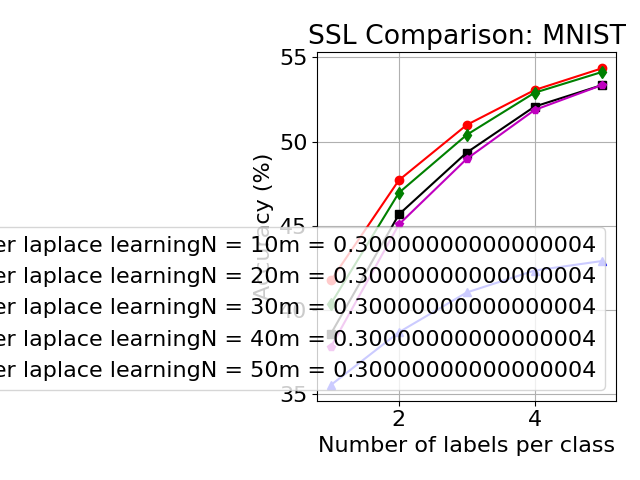 SSL Comparison: MNIST
55
50
45
40
35
Accuracy (%)
er laplace learningN = 10m = 0.30000000000000004
er laplace learningN = 20m = 0.30000000000000004
er laplace learningN = 30m = 0.30000000000000004
er laplace learningN = 40m = 0.30000000000000004
er laplace learningN = 50m = 0.30000000000000004
2 4
Number of labels per class